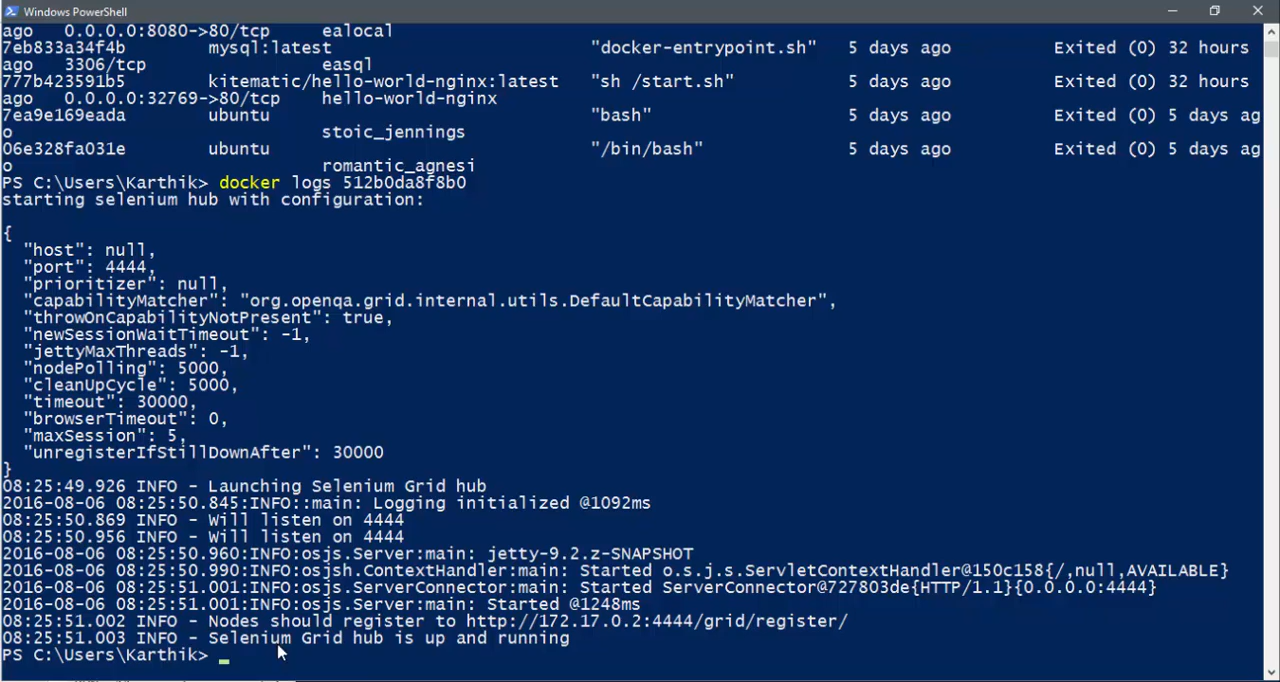 Windows PowerShell
ago   0.0.0.0:8080->80/tcp   ealocal
7eb833a34f4b        mysql:latest                         "docker-entrypoint.sh"   5 days ago          Exited (0) 32 hours
ago   3306/tcp               easql
777b423591b5        kitematic/hello-world-nginx:latest   "sh /start.sh"           5 days ago          Exited (0) 32 hours
ago   0.0.0.0:32769->80/tcp   hello-world-nginx
7ea9e169eada        ubuntu                               "bash"                   5 days ago          Exited (0) 5 days ag
o                            stoic_jennings
06e328fa031e        ubuntu                               "/bin/bash"              5 days ago          Exited (0) 5 days ag
o                            romantic_agnesi
PS C:\Users\Karthik> docker logs 512b0da8f8b0
starting selenium hub with configuration:
{
  "host": null,
  "port": 4444,
  "prioritizer": null,
  "capabilityMatcher": "org.openqa.grid.internal.utils.DefaultCapabilityMatcher",
  "throwOnCapabilityNotPresent": true,
  "newSessionWaitTimeout": -1,
  "jettyMaxThreads": -1,
  "nodePolling": 5000,
  "cleanUpCycle": 5000,
  "timeout": 30000,
  "browserTimeout": 0,
  "maxSession": 5,
  "unregisterIfStillDownAfter": 30000
}
08:25:49.926 INFO - Launching Selenium Grid hub
2016-08-06 08:25:50.845:INFO::main: Logging initialized @1092ms
08:25:50.869 INFO - Will listen on 4444
08:25:50.956 INFO - Will listen on 4444
2016-08-06 08:25:50.960:INFO:osjs.Server:main: jetty-9.2.z-SNAPSHOT
2016-08-06 08:25:50.990:INFO:osjsh.ContextHandler:main: Started o.s.j.s.ServletContextHandler@150c158{/,null,AVAILABLE}
2016-08-06 08:25:51.001:INFO:osjs.ServerConnector:main: Started ServerConnector@727803de{HTTP/1.1}{0.0.0.0:4444}
2016-08-06 08:25:51.001:INFO:osjs.Server:main: Started @1248ms
08:25:51.002 INFO - Nodes should register to http://172.17.0.2:4444/grid/register/
08:25:51.003 INFO - Selenium Grid hub is up and running
PS C:\Users\Karthik>